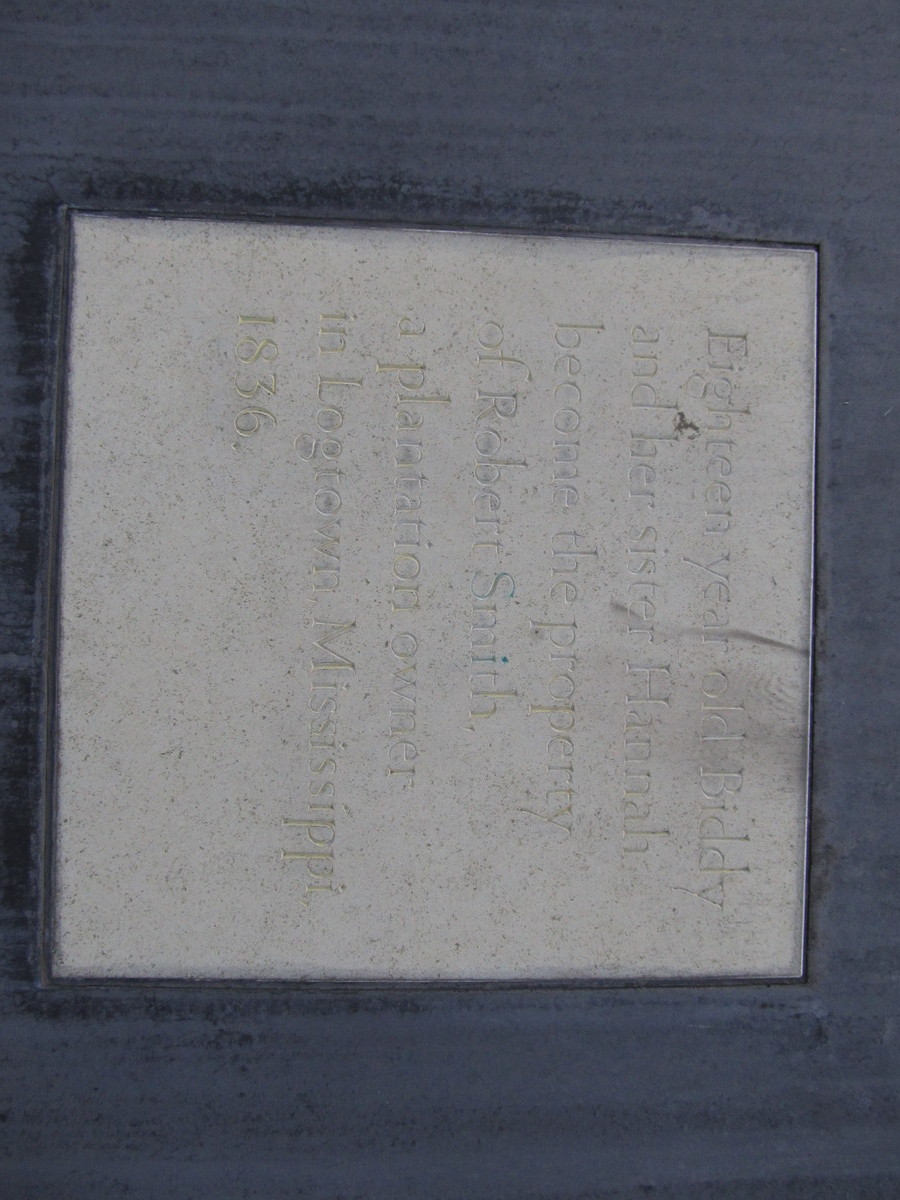 Eighteen year old Biddy
and her sister Hannah
become the property
of Robert Smith,
a plantation owner
in Logtown, Mississippi,
1836.